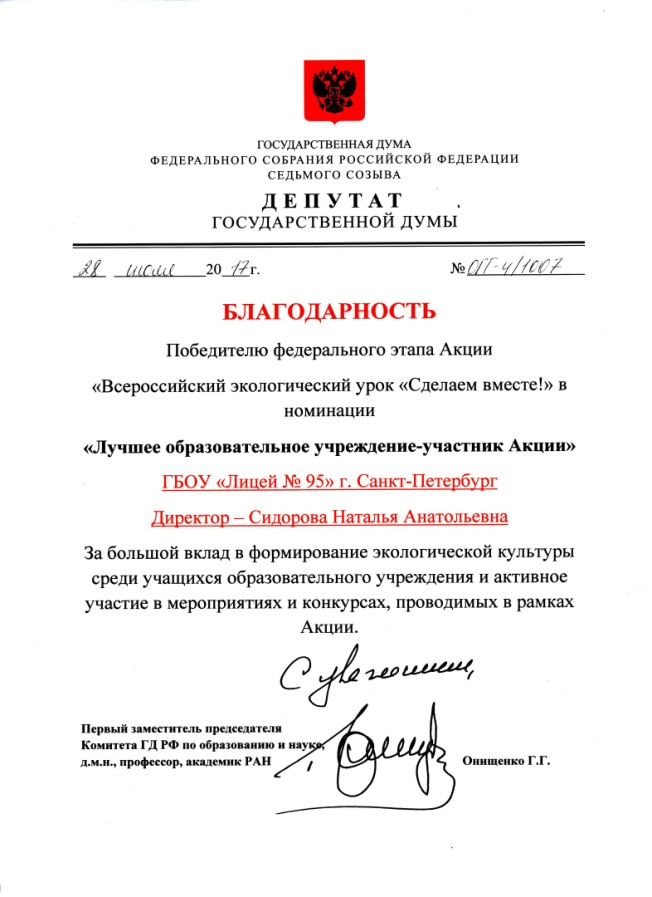 ГОСУДАРСТВЕННАЯ ДУМА
ФЕДЕРАЛЬНОГО СОБРАНИЯ РОССИЙСКОЙ ФЕДЕРАЦИИ
СЕДЬМОГО СОЗЫВА
ДЕПУТАТ
ГОСУДАРСТВЕННОЙ ДУМЫ
28 июля 2017г. № ОГГ-4/1007
БЛАГОДАРНОСТЬ
Победителю федерального этапа Акции
«Всероссийский экологический урок «Сделаем вместе!» в
номинации
«Лучшее образовательное учреждение-участник Акции»
ГБОУ «Лицей № 95» г. Санкт-Петербург
Директор – Сидорова Наталья Анатольевна
За большой вклад в формирование экологической культуры
среди учащихся образовательного учреждения и активное
участие в мероприятиях и конкурсах, проводимых в рамках
Акции.
С уважением,
Первый заместитель председателя
Комитета ГД РФ по образованию и науке,
д.м.н., профессор, академик РАН Онищенко Г.Г.